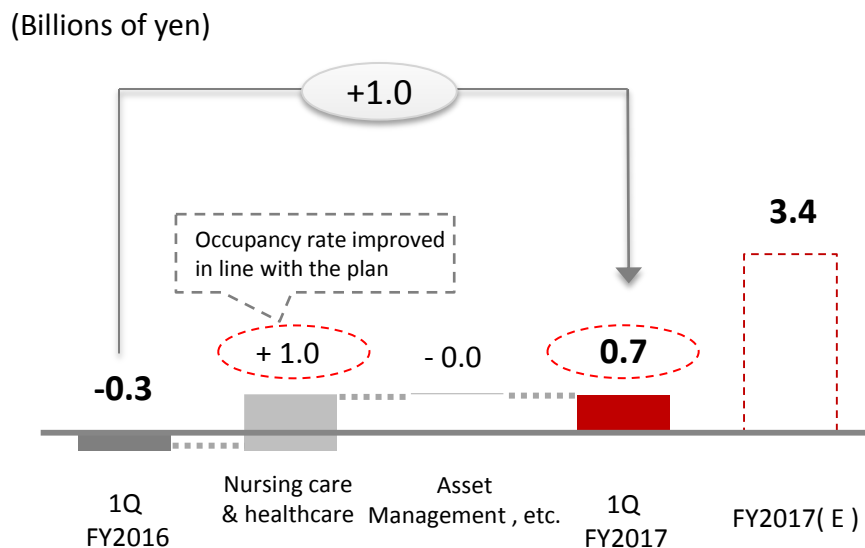 (Billions of yen)
+1.0
3.4
Occupancy rate improved
in line with the plan
-0.3
+ 1.0
- 0.0
0.7
1Q
FY2016
Nursing care
& healthcare
Asset
Management , etc.
1Q
FY2017
FY2017( E )